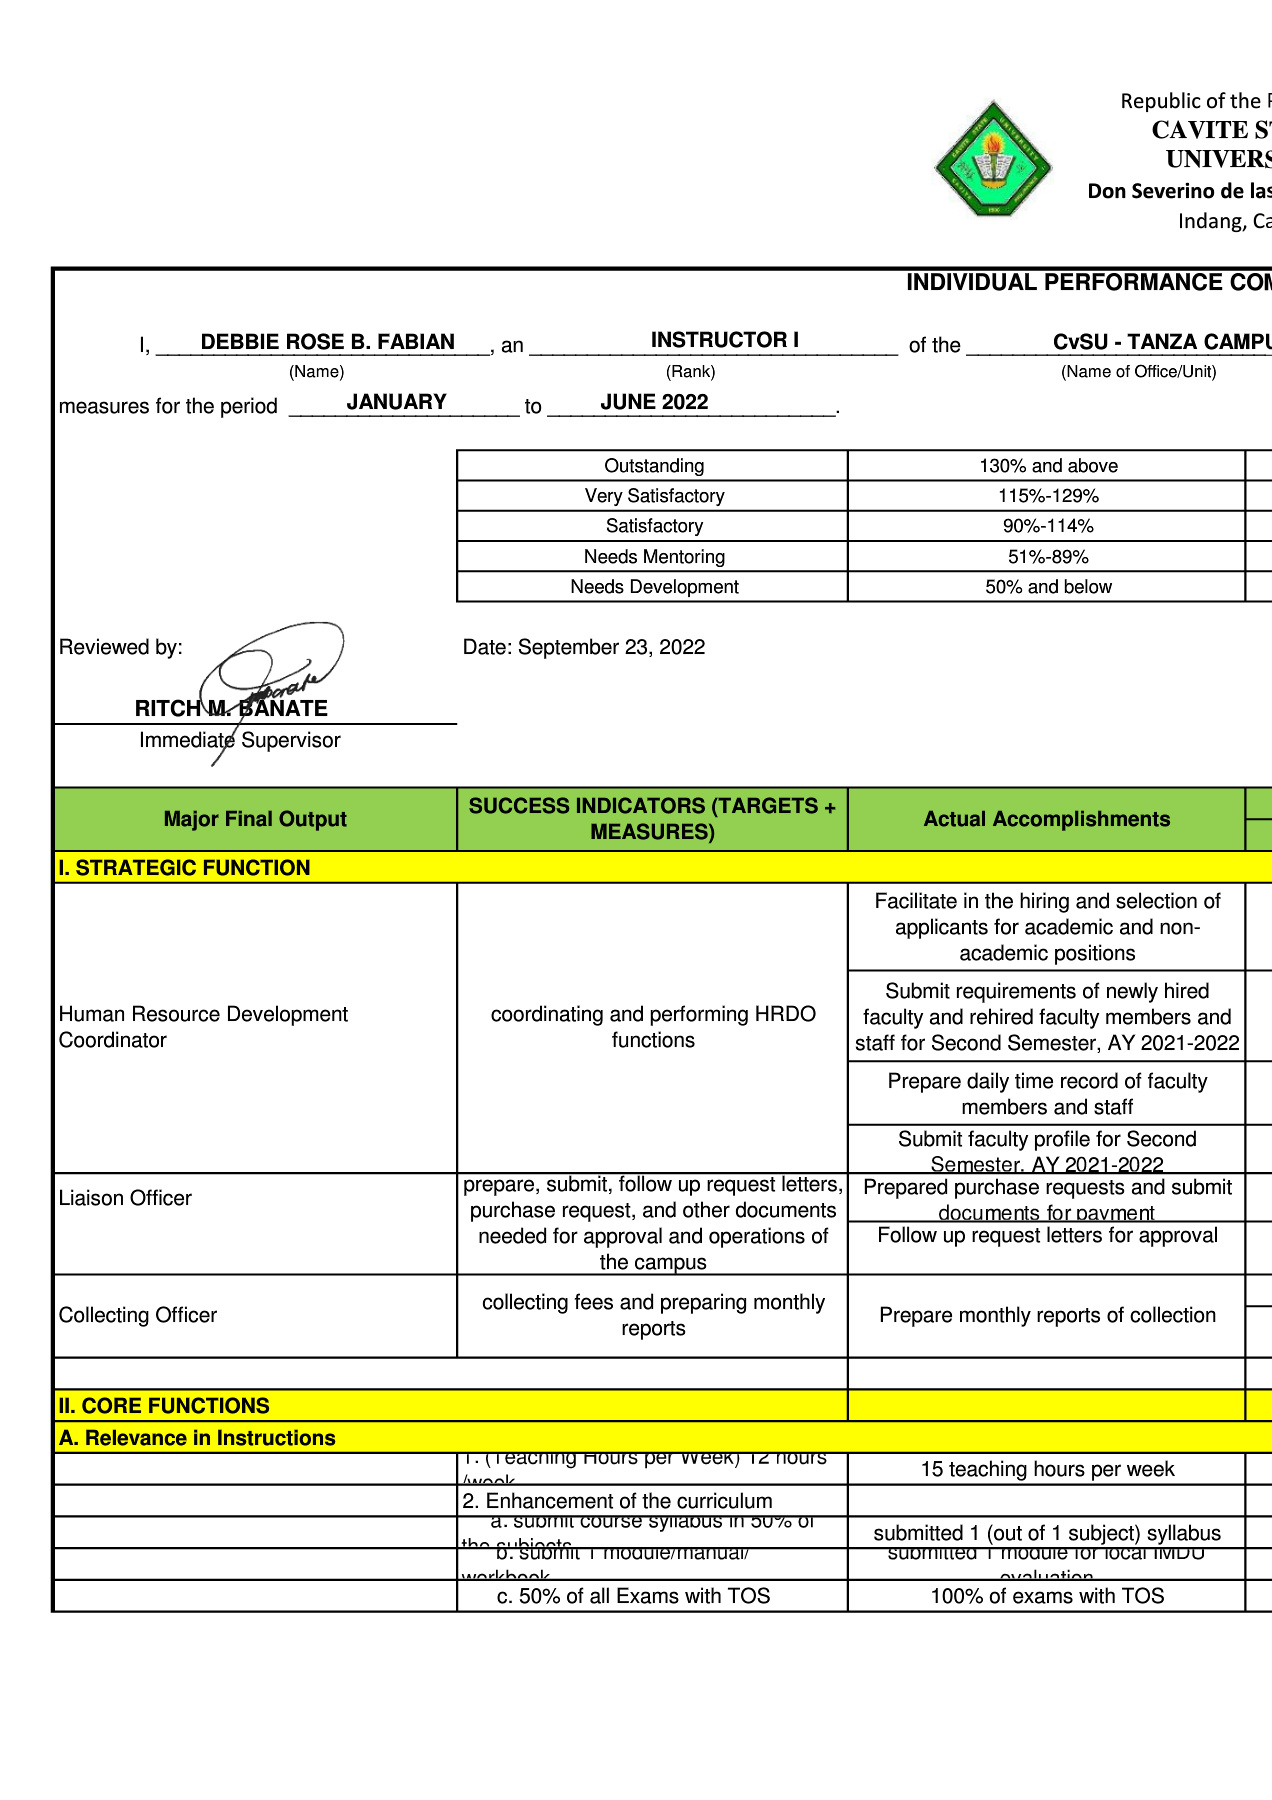 Republic of the
CAVITE
UNIVERS
Don Severino de las
Indang, Ca
INDIVIDUAL PERFORMANCE COM
I, DEBBIE ROSE B. FABIAN, an INSTRUCTOR I of the CvSU - TANZA CAMPU
(Name) (Rank) (Name of Office/Unit)
measures for the period JANUARY to JUNE 2022.
Outstanding 130% and above
Very Satisfactory 115%-129%
Satisfactory 90%-114%
Needs Mentoring 51%-89%
Needs Development 50% and below
Reviewed by: Date: September 23, 2022
RITCH M. BANATE
Immediate Supervisor
Major Final Output
SUCCESS INDICATORS (TARGETS +
MEASURES)
Actual Accomplishments
I. STRATEGIC FUNCTION
Human Resource Development
Coordinator
coordinating and performing HRDO
functions
Facilitate in the hiring and selection of
applicants for academic and non-
academic positions
Submit requirements of newly hired
faculty and rehired faculty members and
staff for Second Semester, AY 2021-2022
Prepare daily time record of faculty
members and staff
Submit faculty profile for Second
Semester, AY 2021-2022
Liaison Officer
prepare, submit, follow up request letters,
purchase request, and other documents
needed for approval and operations of
the campus
Prepared purchase requests and submit
documents for payment
Follow up request letters for approval
Collecting Officer
collecting fees and preparing monthly
reports
Prepare monthly reports of collection
II. CORE FUNCTIONS
A. Relevance in Instructions
1. (Teaching Hours per Week) 12 hours
/week
15 teaching hours per week
2. Enhancement of the curriculum
a. submit course syllabus in 50% of
the subjects
submitted 1 (out of 1 subject) syllabus
b. submit 1 module/manual/
workbook
submitted 1 module for local IMDU
evaluation
c. 50% of all Exams with TOS
100% of exams with TOS